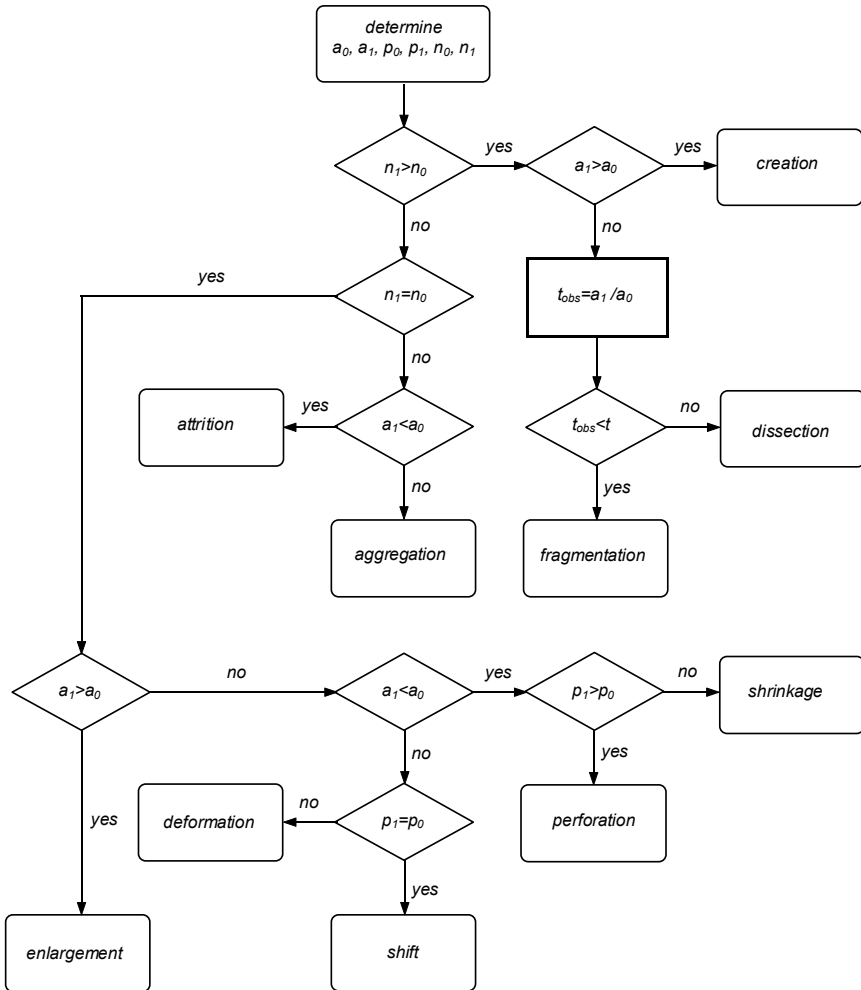 determine
a₀, a₁, p₀, p₁, n₀, n₁
n₁>n₀
yes
a₁>a₀
yes
creation
no
no
yes
n₁=n₀
t_obs=a₁ /a₀
no
attrition
yes
a₁<a₀
t_obs<t
no
dissection
no
yes
aggregation
fragmentation
a₁>a₀
no
a₁<a₀
yes
p₁>p₀
no
shrinkage
no
yes
yes
deformation
no
p₁=p₀
perforation
yes
enlargement
shift